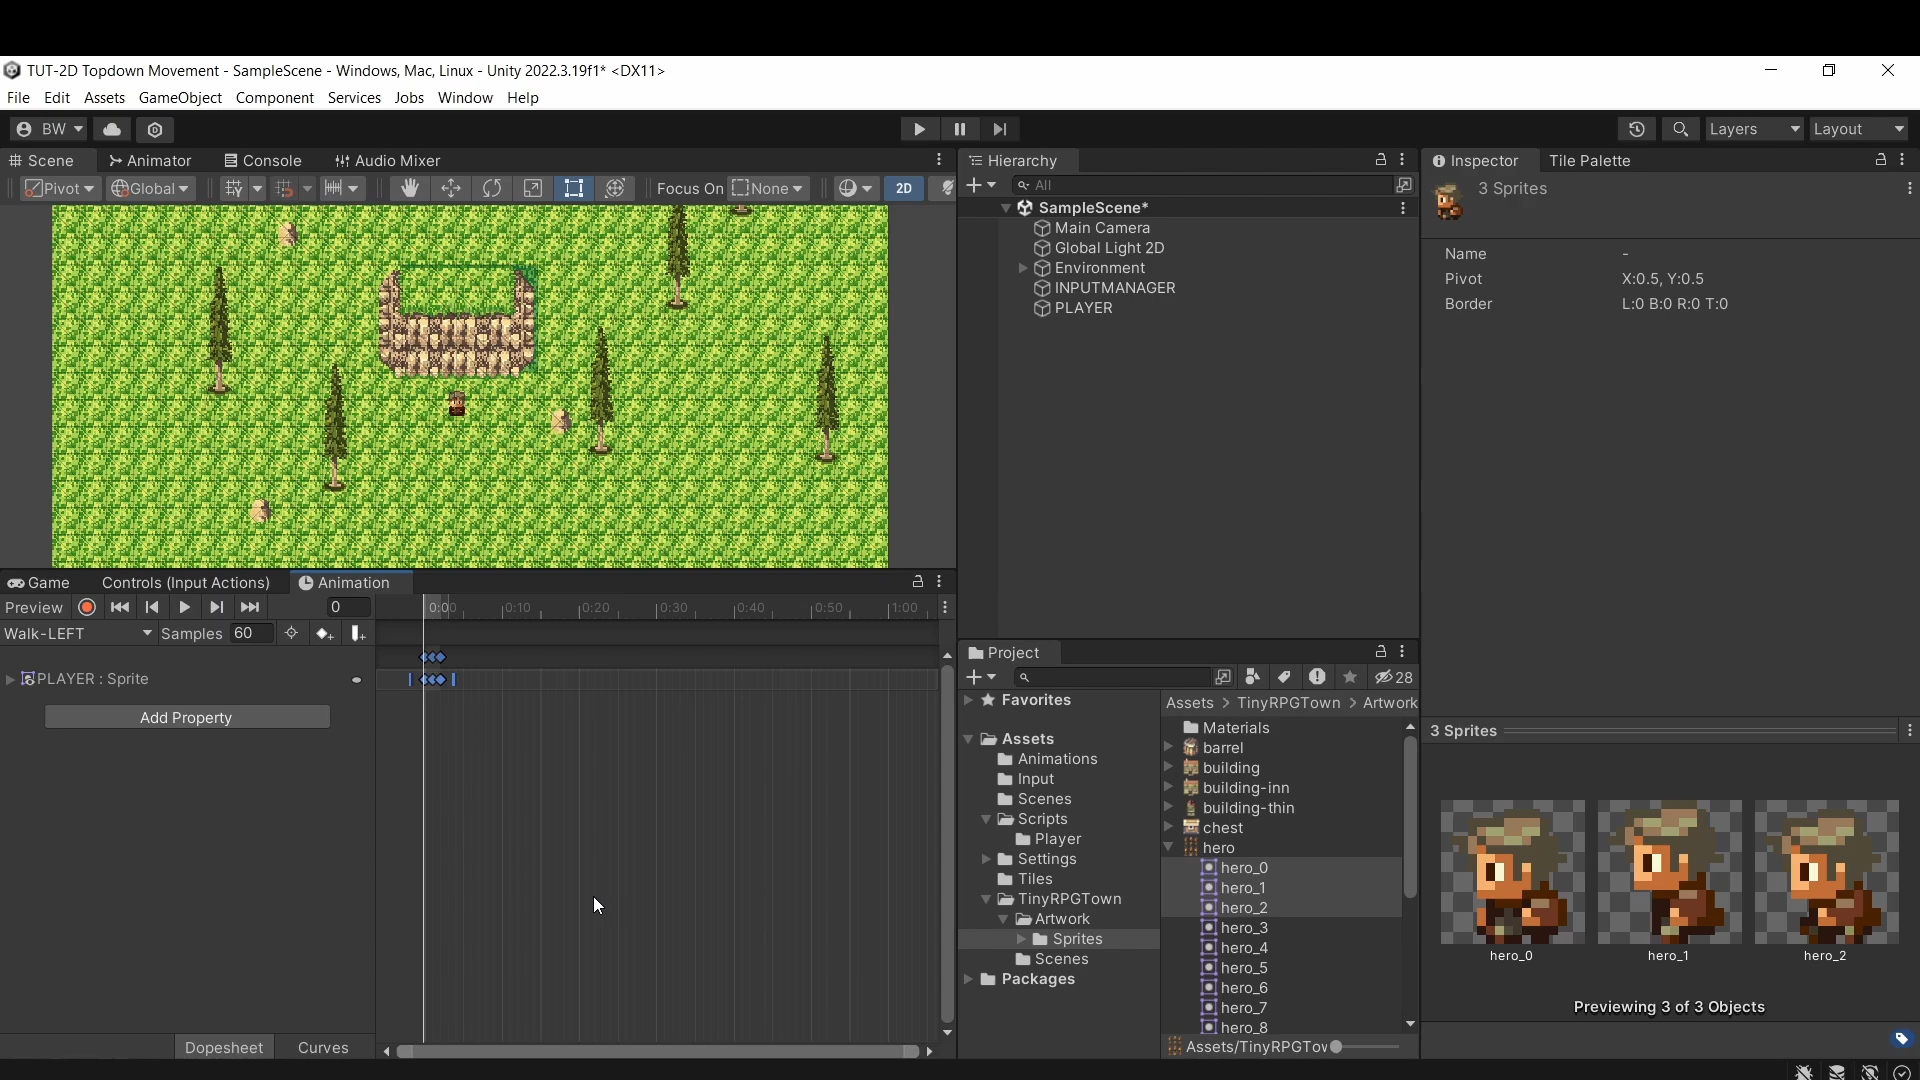 TUT-2D Topdown Movement - SampleScene - Windows, Mac, Linux - Unity 2022.3.19f1* <DX11>
File Edit Assets GameObject Component Services Jobs Window Help
BW
Layers
Layout
Scene
Animator
Console
Audio Mixer
Pivot
Global
Focus On
None
2D
Hierarchy
All
SampleScene*
Main Camera
Global Light 2D
Environment
INPUTMANAGER
PLAYER
Inspector
Tile Palette
3 Sprites
Name -
Pivot X:0.5, Y:0.5
Border L:0 B:0 R:0 T:0
Game
Controls (Input Actions)
Animation
Preview
0
0:00 0:10 0:20 0:30 0:40 0:50 1:00
Walk-LEFT
Samples 60
PLAYER : Sprite
Add Property
Dopesheet
Curves
Project
28
Favorites
Assets
Animations
Input
Scenes
Scripts
Player
Settings
Tiles
TinyRPGTown
Artwork
Sprites
Scenes
Packages
Assets > TinyRPGTown > Artwork
Materials
barrel
building
building-inn
building-thin
chest
hero
hero_0
hero_1
hero_2
hero_3
hero_4
hero_5
hero_6
hero_7
hero_8
Assets/TinyRPGTov
3 Sprites
hero_0
hero_1
hero_2
Previewing 3 of 3 Objects